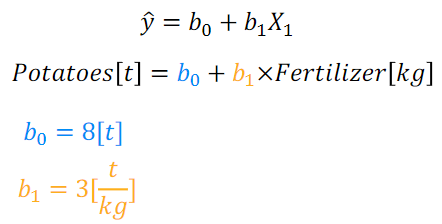 ŷ = b₀ + b₁X₁
Potatoes[t] = b₀ + b₁×Fertilizer[kg]
b₀ = 8[t]
b₁ = 3[t/kg]